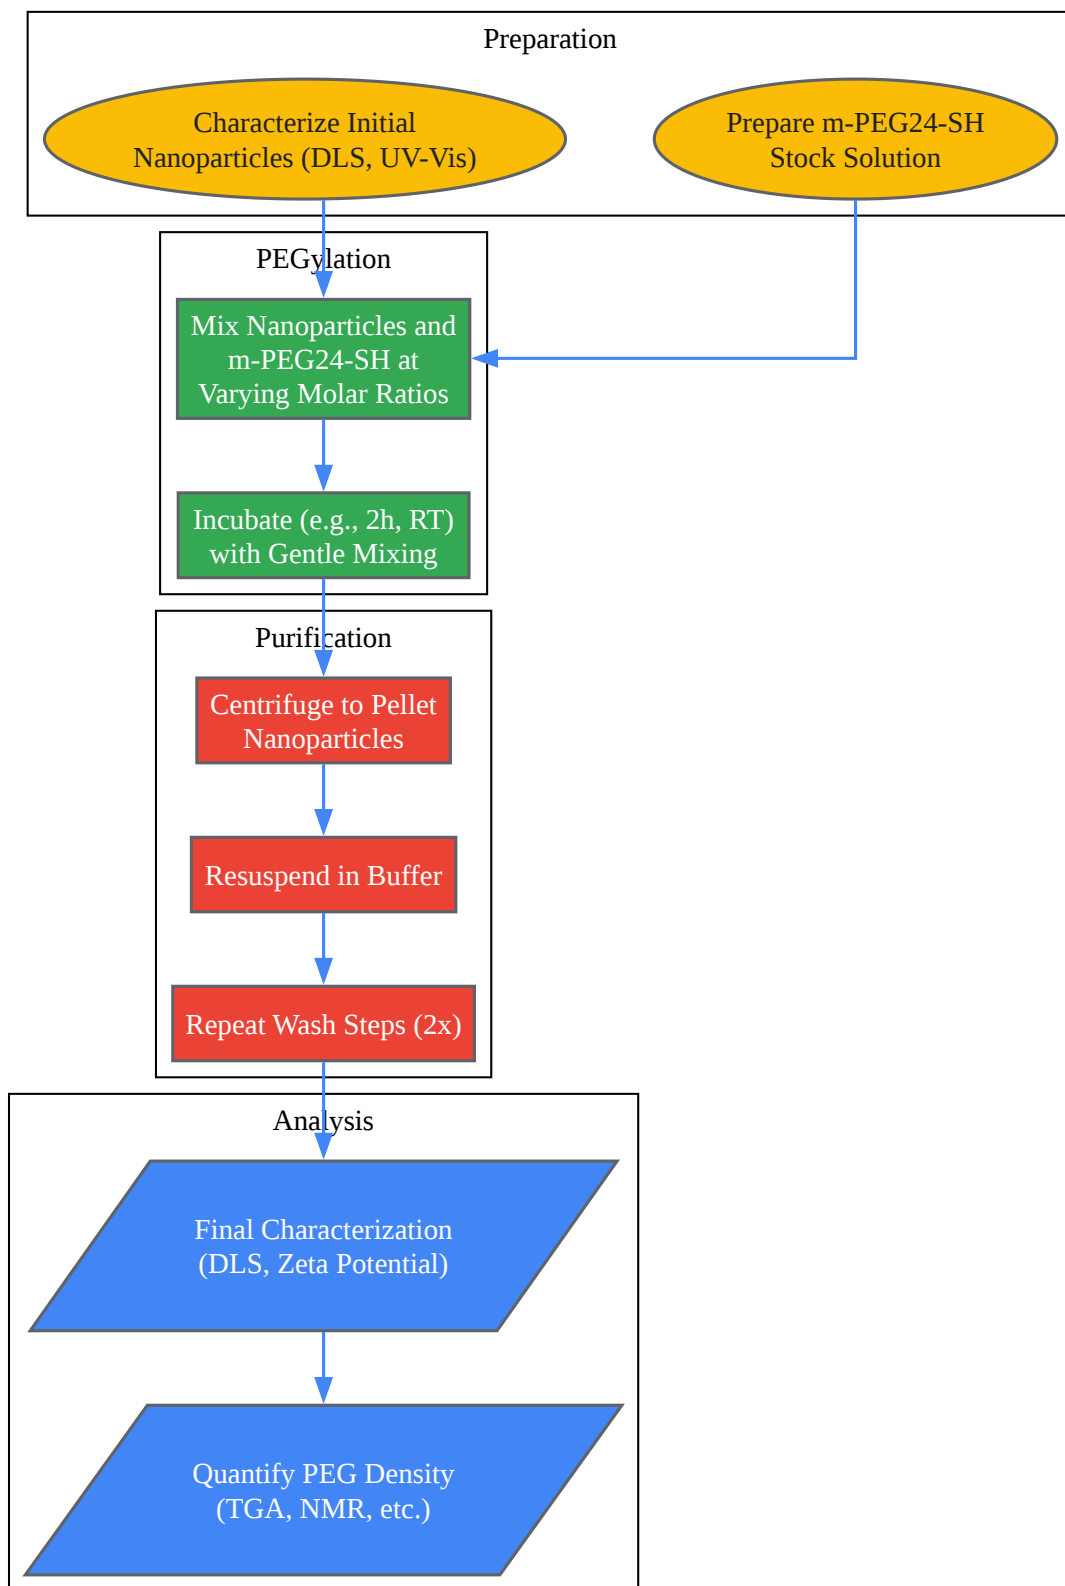 Preparation
Characterize Initial
Nanoparticles (DLS, UV-Vis)
Prepare m-PEG24-SH
Stock Solution
PEGylation
Mix Nanoparticles and
m-PEG24-SH at
Varying Molar Ratios
Incubate (e.g., 2h, RT)
with Gentle Mixing
Purification
Centrifuge to Pellet
Nanoparticles
Resuspend in Buffer
Repeat Wash Steps (2x)
Analysis
Final Characterization
(DLS, Zeta Potential)
Quantify PEG Density
(TGA, NMR, etc.)